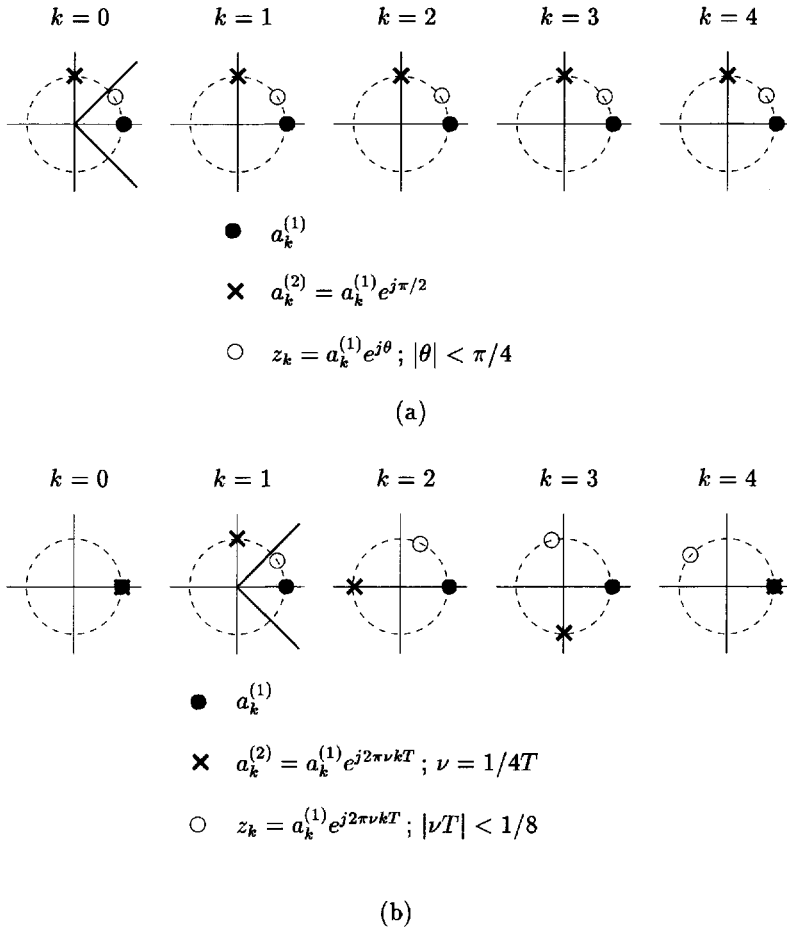 k = 0 k = 1 k = 2 k = 3 k = 4
a_k^{(1)}
a_k^{(2)} = a_k^{(1)} e^{jπ/2}
z_k = a_k^{(1)} e^{jθ} ; |θ| < π/4
(a)
k = 0 k = 1 k = 2 k = 3 k = 4
a_k^{(1)}
a_k^{(2)} = a_k^{(1)} e^{j2πνkT} ; ν = 1/4T
z_k = a_k^{(1)} e^{j2πνkT} ; |νT| < 1/8
(b)